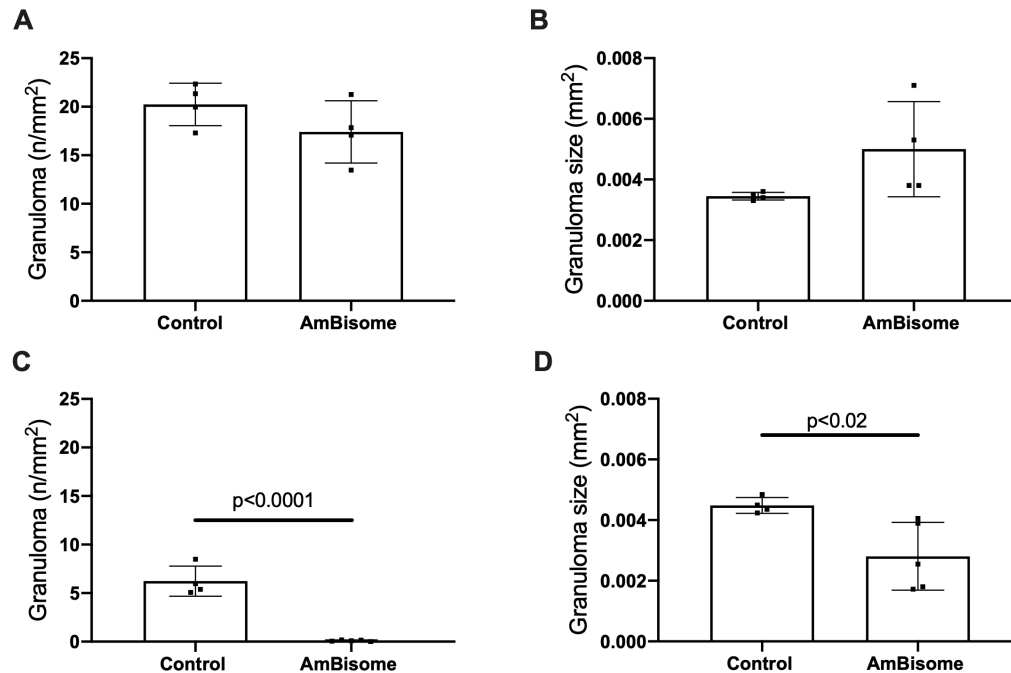 A
Granuloma (n/mm²)
25
20
15
10
5
0
Control
AmBisome
B
Granuloma size (mm²)
0.008
0.006
0.004
0.002
0.000
Control
AmBisome
C
Granuloma (n/mm²)
25
20
15
10
5
0
p<0.0001
Control
AmBisome
D
Granuloma size (mm²)
0.008
0.006
0.004
0.002
0.000
p<0.02
Control
AmBisome